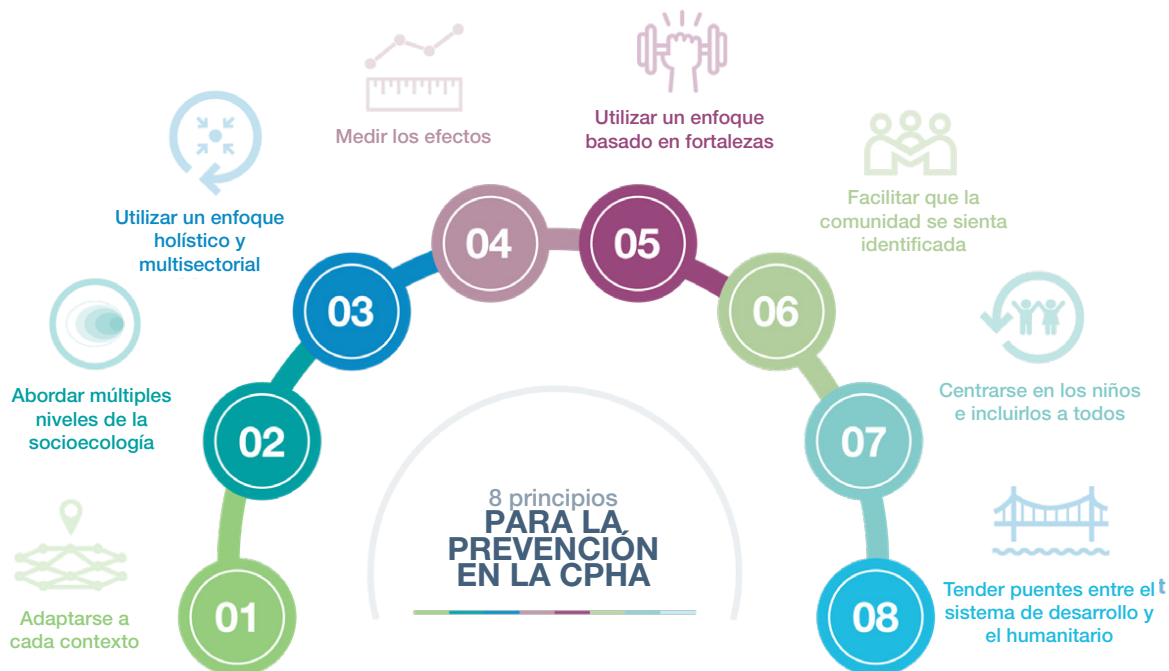 8 principios
PARA LA
PREVENCIÓN
EN LA CPHA
01
Adaptarse a
cada contexto
02
Abordar múltiples
niveles de la
socioecología
03
Utilizar un enfoque
holístico y
multisectorial
04
Medir los efectos
05
Utilizar un enfoque
basado en fortalezas
06
Facilitar que la
comunidad se sienta
identificada
07
Centrarse en los niños
e incluirlos a todos
08
Tender puentes entre el t
sistema de desarrollo y
el humanitario